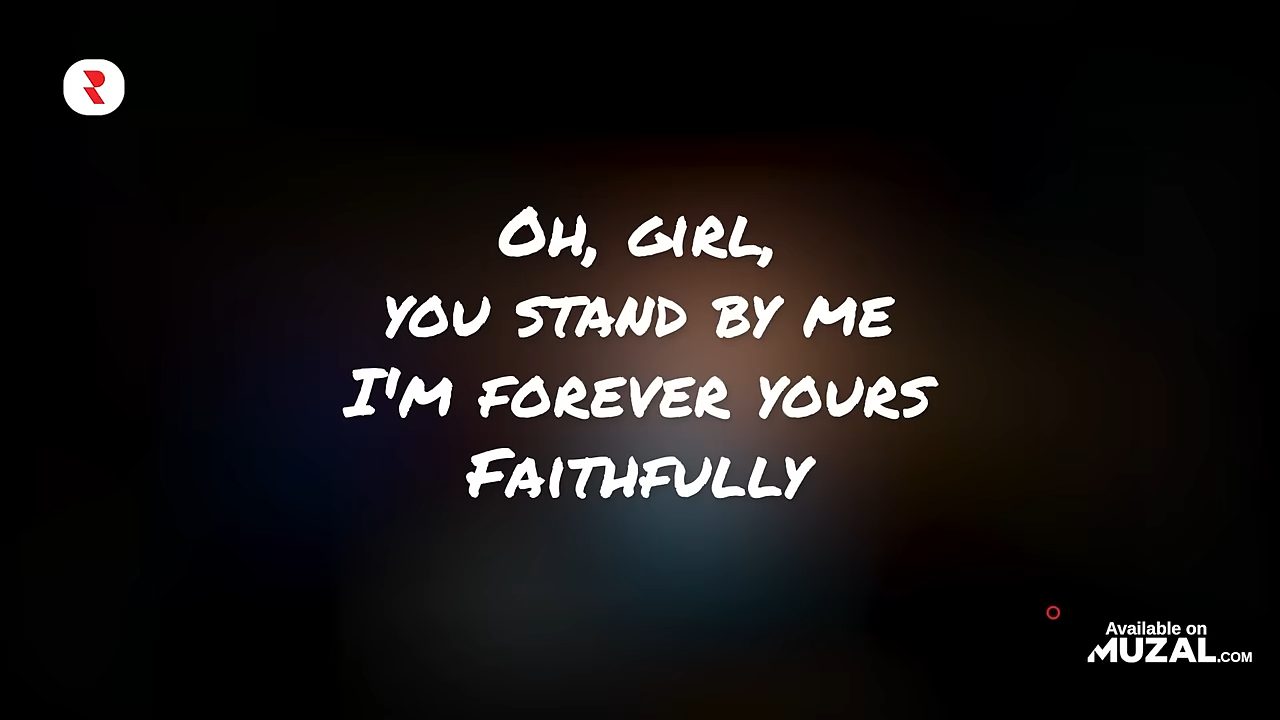 R
Oh, girl,
you stand by me
I'm forever yours
Faithfully
Available on
MUZAL.COM